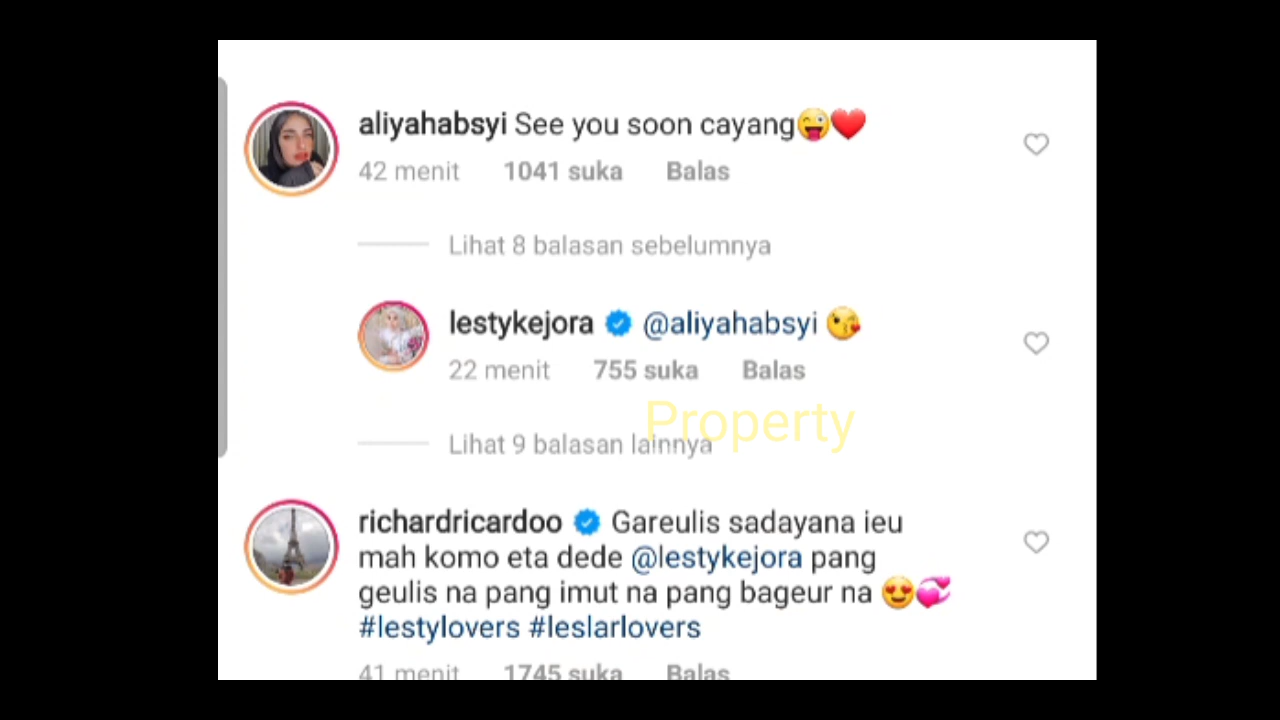 aliyahabsyi See you soon cayang😜❤️
42 menit 1041 suka Balas
Lihat 8 balasan sebelumnya
lestykejora @aliyahabsyi 😘
22 menit 755 suka Balas
Property
Lihat 9 balasan lainnya
richardricardoo Gareulis sadayana ieu
mah komo eta dede @lestykejora pang
geulis na pang imut na pang bageur na 😍💞
#lestylovers #leslarlovers
41 menit 1745 suka Balas